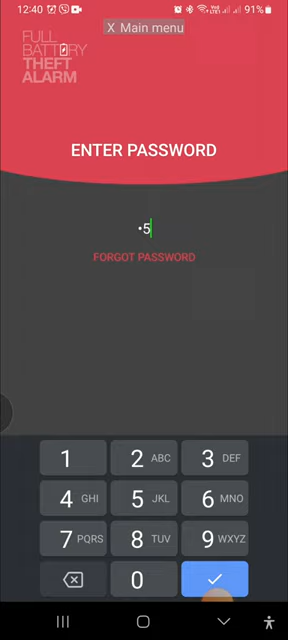 12:40 91%
X Main menu
FULL
BATTERY
THEFT
ALARM
ENTER PASSWORD
•5
FORGOT PASSWORD
1 2 ABC 3 DEF
4 GHI 5 JKL 6 MNO
7 PQRS 8 TUV 9 WXYZ
0